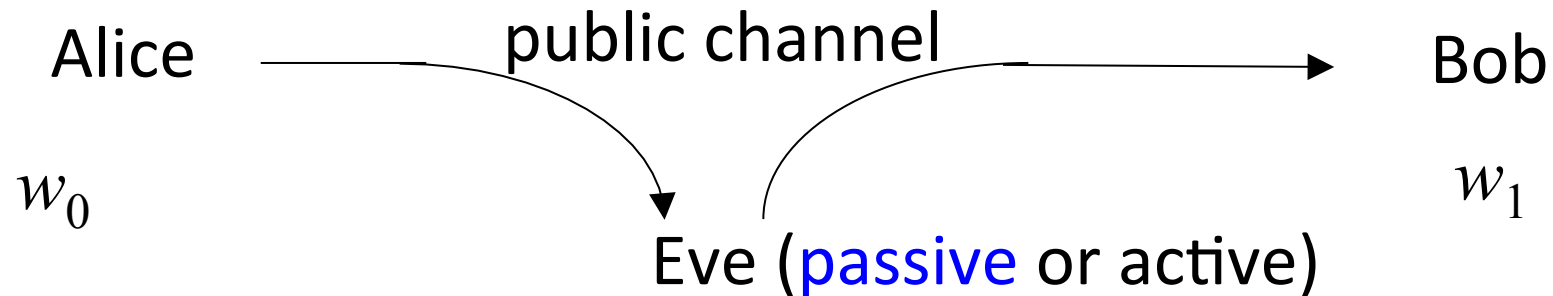 Alice public channel Bob
w₀ w₁
Eve (passive or active)